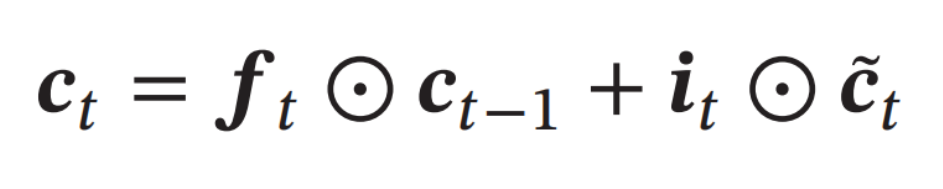 c_t = f_t ⊙ c_{t−1} + i_t ⊙ c̃_t